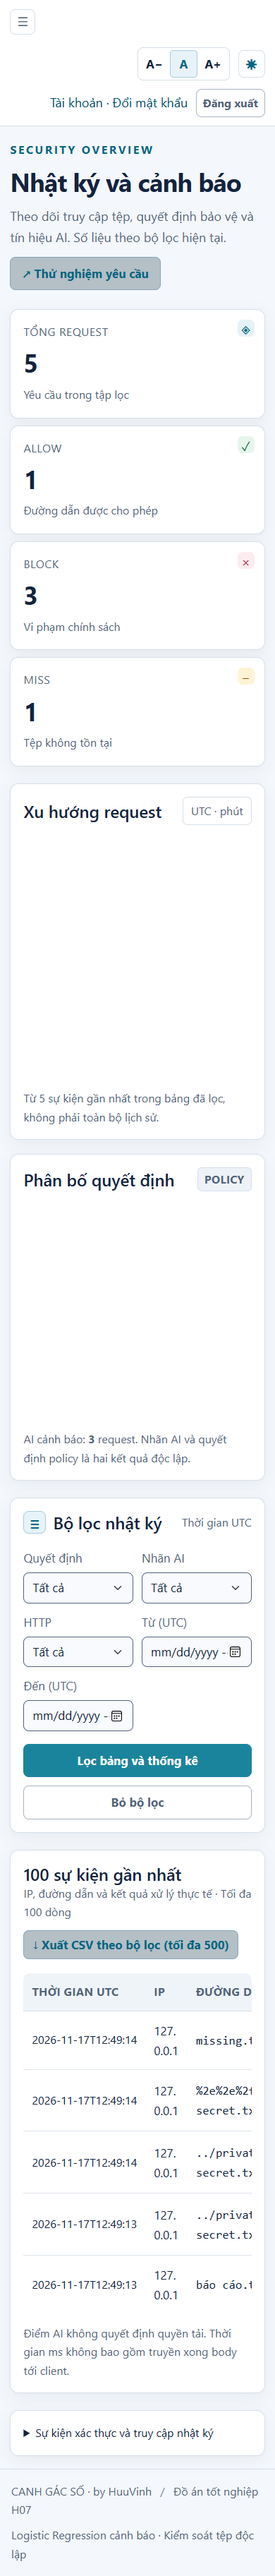 A− A A+
Tài khoản · Đổi mật khẩu Đăng xuất
SECURITY OVERVIEW
Nhật ký và cảnh báo
Theo dõi truy cập tệp, quyết định bảo vệ và
tín hiệu AI. Số liệu theo bộ lọc hiện tại.
↗ Thử nghiệm yêu cầu
TỔNG REQUEST
5
Yêu cầu trong tập lọc
ALLOW
1
Đường dẫn được cho phép
BLOCK
3
Vi phạm chính sách
MISS
1
Tệp không tồn tại
Xu hướng request UTC · phút
Từ 5 sự kiện gần nhất trong bảng đã lọc,
không phải toàn bộ lịch sử.
Phân bố quyết định POLICY
AI cảnh báo: 3 request. Nhãn AI và quyết
định policy là hai kết quả độc lập.
Bộ lọc nhật ký Thời gian UTC
Quyết định Nhãn AI
Tất cả Tất cả
HTTP Từ (UTC)
Tất cả mm/dd/yyyy -
Đến (UTC)
mm/dd/yyyy -
Lọc bảng và thống kê
Bỏ bộ lọc
100 sự kiện gần nhất
IP, đường dẫn và kết quả xử lý thực tế · Tối đa
100 dòng
↓ Xuất CSV theo bộ lọc (tối đa 500)
THỜI GIAN UTC IP ĐƯỜNG D
2026-11-17T12:49:14 127.
0.0.1 missing.t
2026-11-17T12:49:14 127.
0.0.1 %2e%2e%2f
secret.tx
2026-11-17T12:49:14 127.
0.0.1 ../privat
secret.tx
2026-11-17T12:49:13 127.
0.0.1 ../privat
secret.tx
2026-11-17T12:49:13 127.
0.0.1 báo cáo.t
Điểm AI không quyết định quyền tải. Thời
gian ms không bao gồm truyền xong body
tới client.
▶ Sự kiện xác thực và truy cập nhật ký
CANH GÁC SỐ · by HuuVinh / Đồ án tốt nghiệp
H07
Logistic Regression cảnh báo · Kiểm soát tệp độc
lập